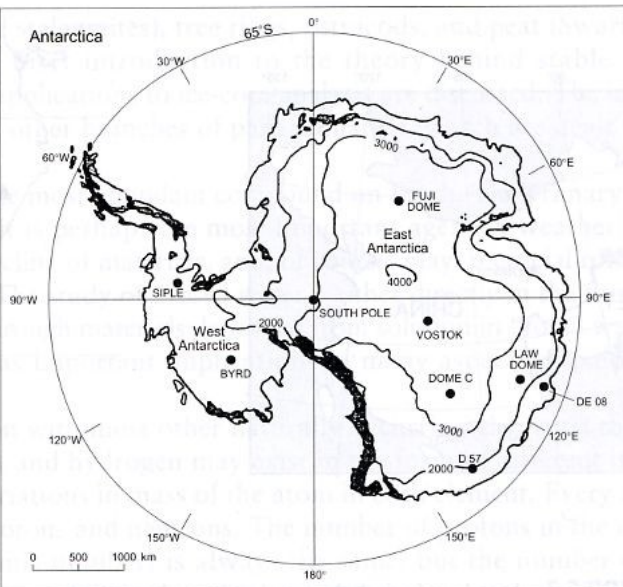 Antarctica
65°S
0°
30°W
30°E
60°W
60°E
3000
FUJI
DOME
East
Antarctica
4000
SIPLE
90°W
SOUTH POLE
90°E
2000
VOSTOK
West
Antarctica
BYRD
LAW
DOME
DOME C
DE 08
3000
120°W
120°E
2000
D 57
150°W
150°E
0 500 1000 km
180°